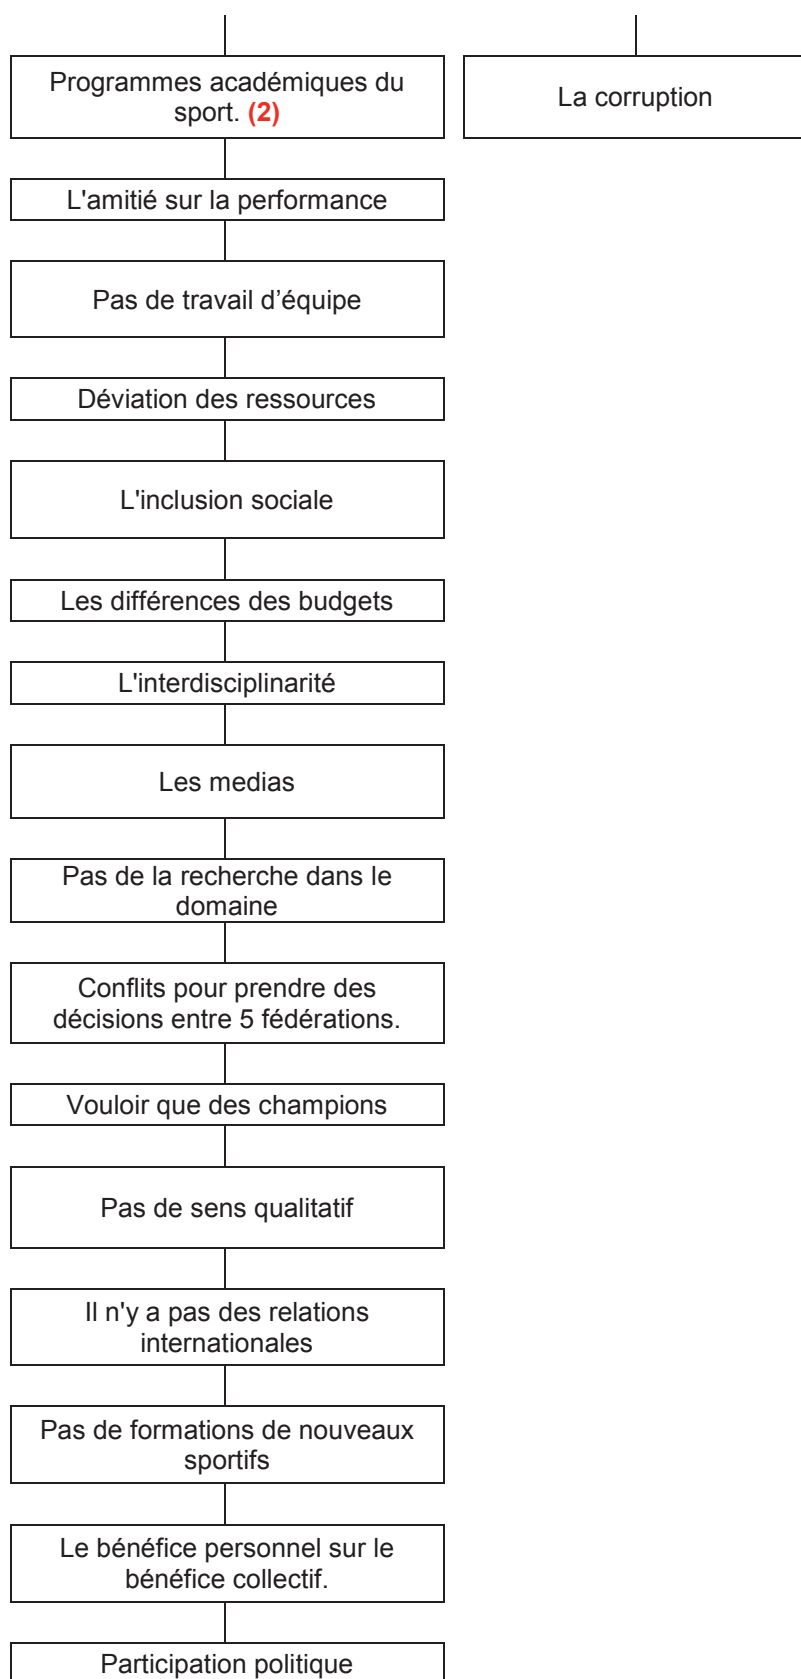 Programmes académiques du
sport. (2)
La corruption
L'amitié sur la performance
Pas de travail d’équipe
Déviation des ressources
L'inclusion sociale
Les différences des budgets
L'interdisciplinarité
Les medias
Pas de la recherche dans le
domaine
Conflits pour prendre des
décisions entre 5 fédérations.
Vouloir que des champions
Pas de sens qualitatif
Il n'y a pas des relations
internationales
Pas de formations de nouveaux
sportifs
Le bénéfice personnel sur le
bénéfice collectif.
Participation politique